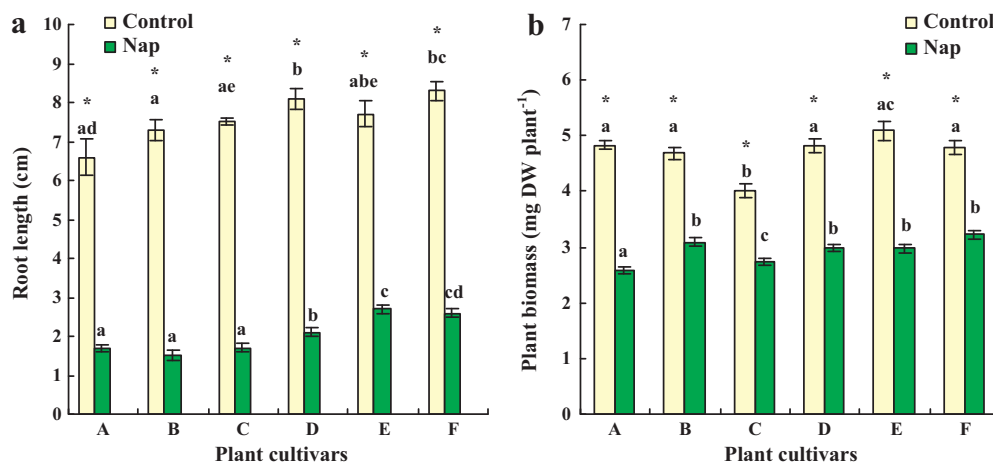 a
Control
Nap
Root length (cm)
10
9
8
7
6
5
4
3
2
1
0
* * * * * *
ad a ae b abe bc
a a a b c cd
A B C D E F
Plant cultivars
b
Plant biomass (mg DW plant⁻¹)
7
6
5
4
3
2
1
0
* * * * * *
a a b a ac a
a b c b b b
A B C D E F
Plant cultivars